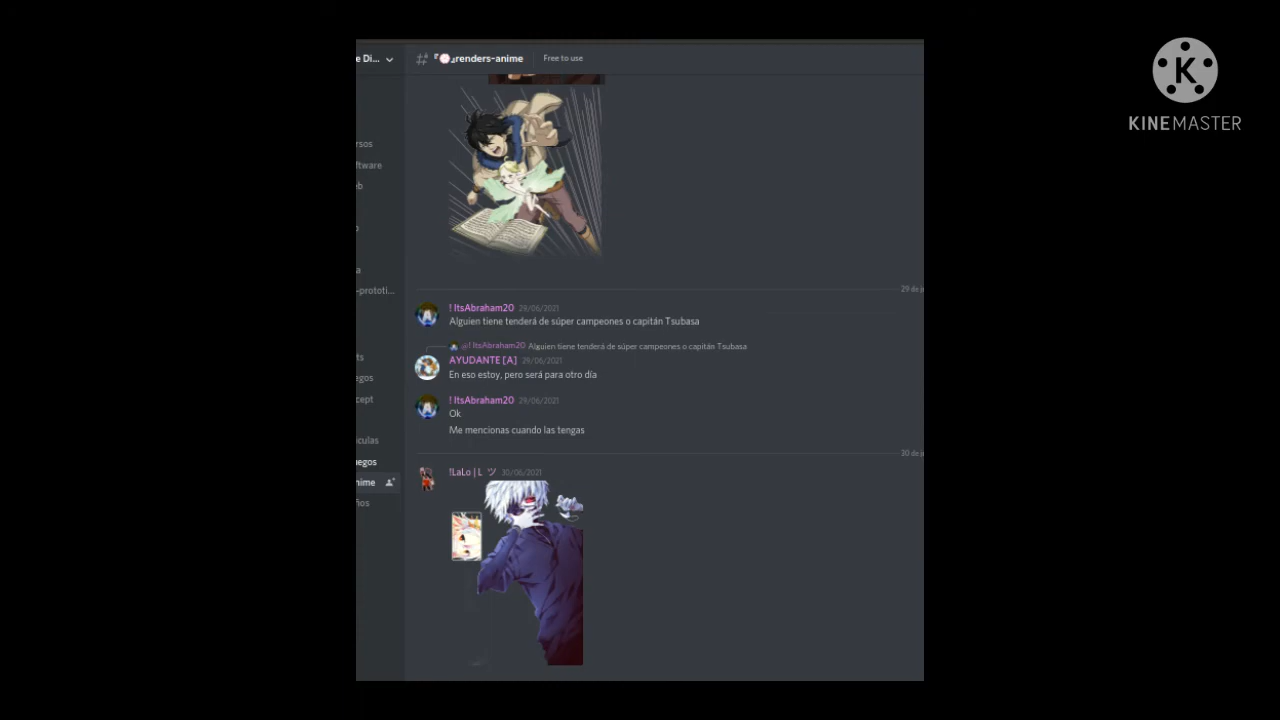 e Di...
renders-anime
Free to use
K
KINEMASTER
rsos
ftware
eb
-prototi...
ts
egos
cept
iculas
uegos
nime
ños
29 de j
! ItsAbraham20 29/06/2021
Alguien tiene tenderá de súper campeones o capitán Tsubasa
@! ItsAbraham20 Alguien tiene tenderá de súper campeones o capitán Tsubasa
AYUDANTE [A] 29/06/2021
En eso estoy, pero será para otro día
! ItsAbraham20 29/06/2021
Ok
Me mencionas cuando las tengas
30 de j
!LaLo | L ツ 30/06/2021